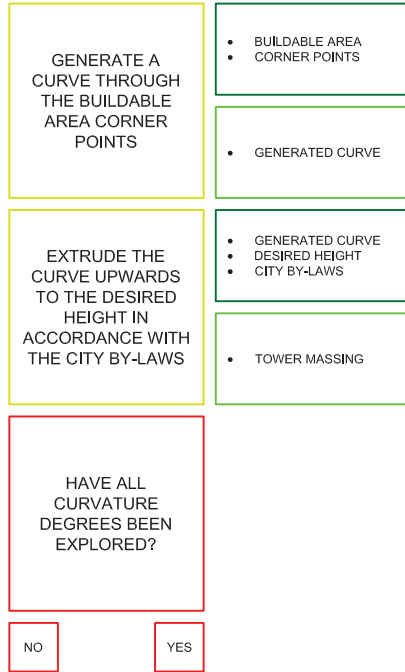 GENERATE A
CURVE THROUGH
THE BUILDABLE
AREA CORNER
POINTS
• BUILDABLE AREA
• CORNER POINTS
• GENERATED CURVE
EXTRUDE THE
CURVE UPWARDS
TO THE DESIRED
HEIGHT IN
ACCORDANCE WITH
THE CITY BY-LAWS
• GENERATED CURVE
• DESIRED HEIGHT
• CITY BY-LAWS
• TOWER MASSING
HAVE ALL
CURVATURE
DEGREES BEEN
EXPLORED?
NO
YES